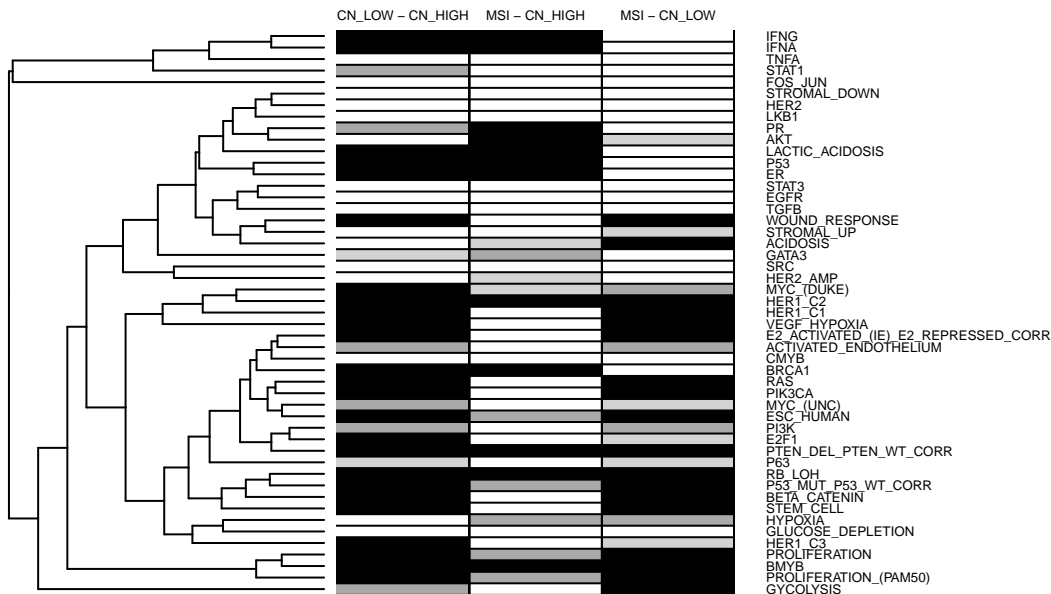 CN_LOW – CN_HIGH MSI – CN_HIGH MSI – CN_LOW
IFNG
IFNA
TNFA
STAT1
FOS_JUN
STROMAL_DOWN
HER2
LKB1
PR
AKT
LACTIC_ACIDOSIS
P53
ER
STAT3
EGFR
TGFB
WOUND_RESPONSE
STROMAL_UP
ACIDOSIS
GATA3
SRC
HER2_AMP
MYC_(DUKE)
HER1_C2
HER1_C1
VEGF_HYPOXIA
E2_ACTIVATED_(IE)_E2_REPRESSED_CORR
ACTIVATED_ENDOTHELIUM
CMYB
BRCA1
RAS
PIK3CA
MYC_(UNC)
ESC_HUMAN
PI3K
E2F1
PTEN_DEL_PTEN_WT_CORR
P63
RB_LOH
P53_MUT_P53_WT_CORR
BETA_CATENIN
STEM_CELL
HYPOXIA
GLUCOSE_DEPLETION
HER1_C3
PROLIFERATION
BMYB
PROLIFERATION_(PAM50)
GYCOLYSIS